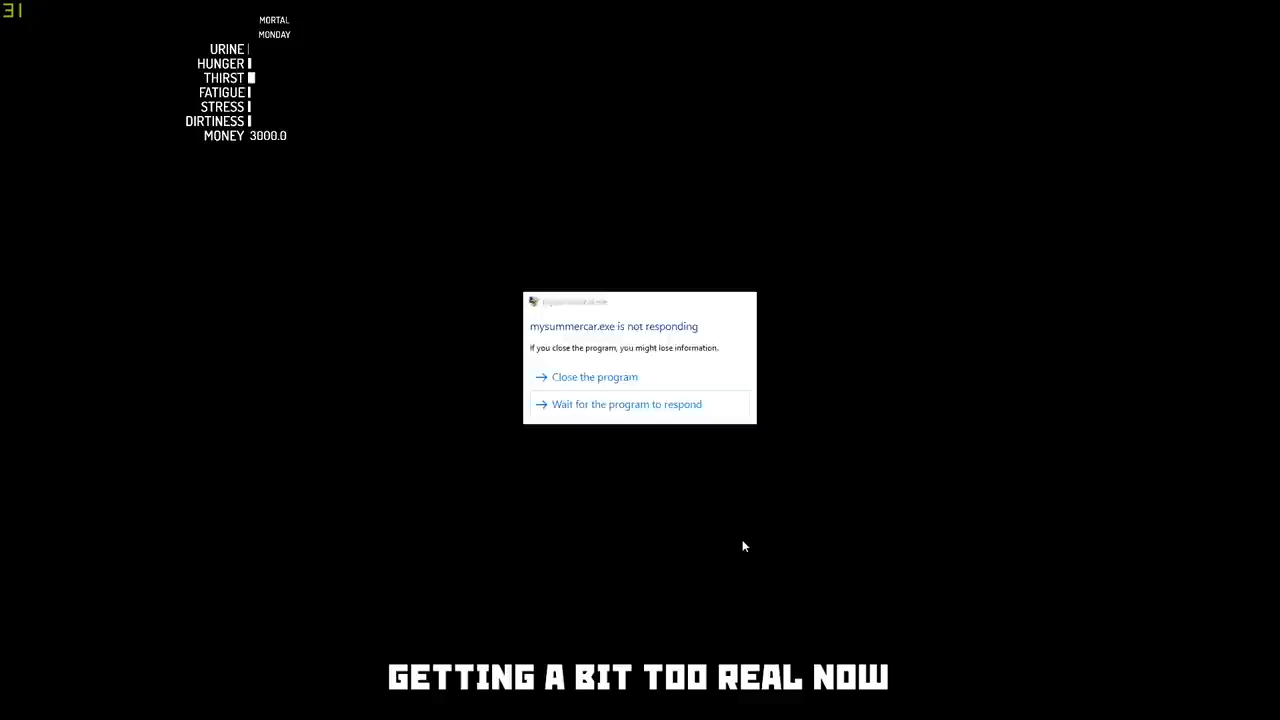 31
MORTAL
MONDAY
URINE
HUNGER
THIRST
FATIGUE
STRESS
DIRTINESS
MONEY 3000.0
mysummercar.exe is not responding
If you close the program, you might lose information.
→ Close the program
→ Wait for the program to respond
GETTING A BIT TOO REAL NOW